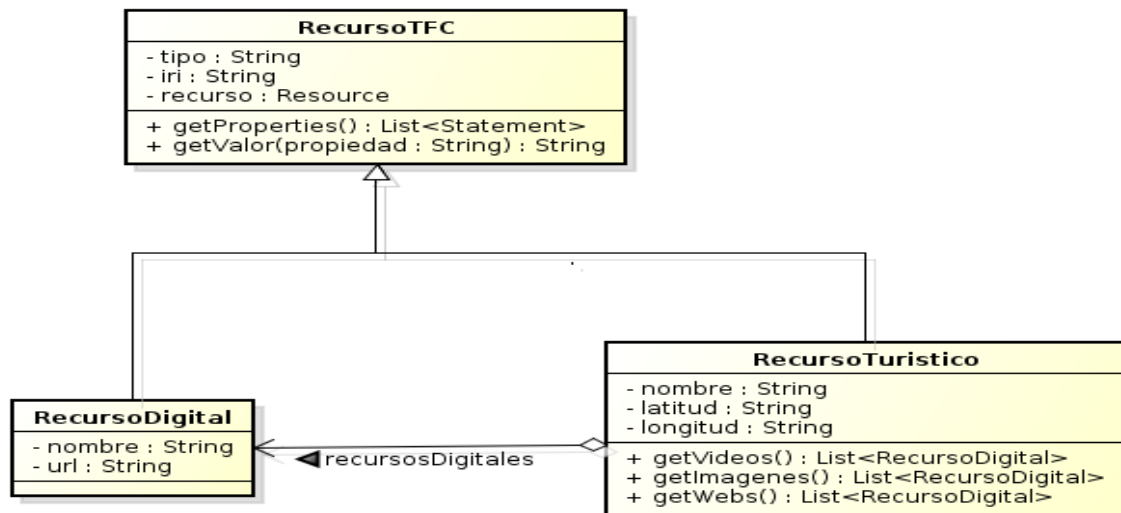 RecursoTFC
- tipo : String
- iri : String
- recurso : Resource
+ getProperties() : List<Statement>
+ getValor(propiedad : String) : String
RecursoDigital
- nombre : String
- url : String
recursosDigitales
RecursoTuristico
- nombre : String
- latitud : String
- longitud : String
+ getVideos() : List<RecursoDigital>
+ getImagenes() : List<RecursoDigital>
+ getWebs() : List<RecursoDigital>